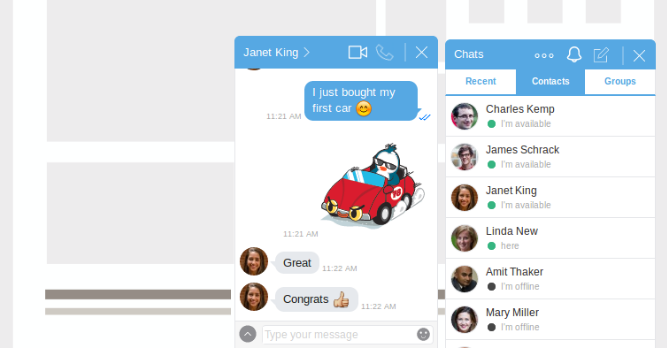 Janet King
I just bought my
first car
11:21 AM
11:21 AM
Great
11:22 AM
Congrats
11:22 AM
Type your message
Chats
Recent
Contacts
Groups
Charles Kemp
I'm available
James Schrack
I'm available
Janet King
I'm available
Linda New
here
Amit Thaker
I'm offline
Mary Miller
I'm offline